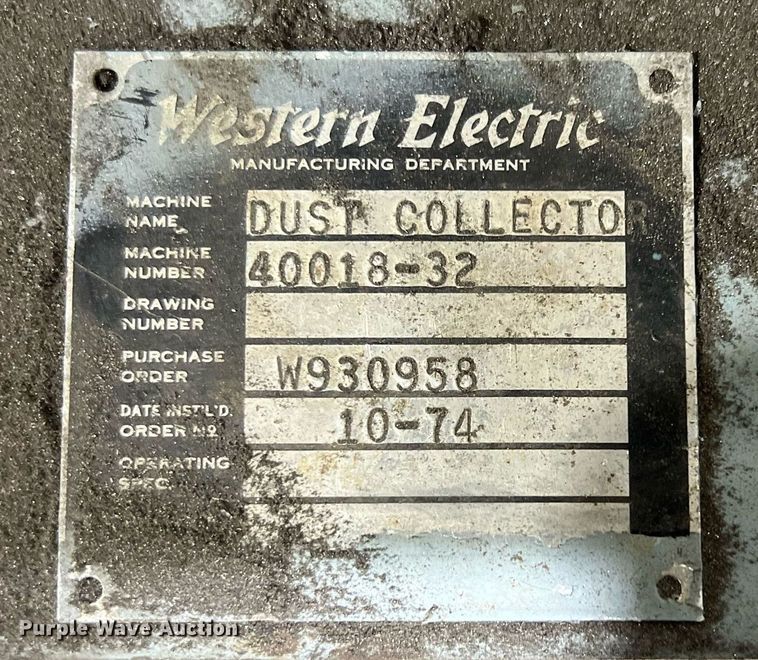 Western Electric
MANUFACTURING DEPARTMENT
MACHINE
NAME DUST COLLECTOR
MACHINE
NUMBER 40018-32
DRAWING
NUMBER
PURCHASE
ORDER W930958
DATE INST'L'D.
ORDER Nº 10-74
OPERATING
SPEC.
Purple Wave Auction